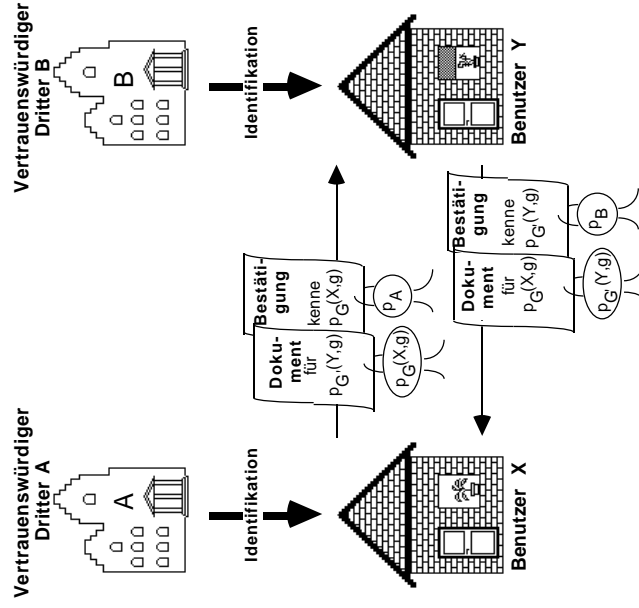 Vertrauenswürdiger
Dritter A
Vertrauenswürdiger
Dritter B
A
B
Identifikation
Identifikation
Doku-
ment
für
pG'(Y,g)
pG(X,g)
Bestäti-
gung
kenne
pG(X,g)
pA
Doku-
ment
für
pG(X,g)
pG'(Y,g)
Bestäti-
gung
kenne
pG'(Y,g)
pB
Benutzer X
Benutzer Y